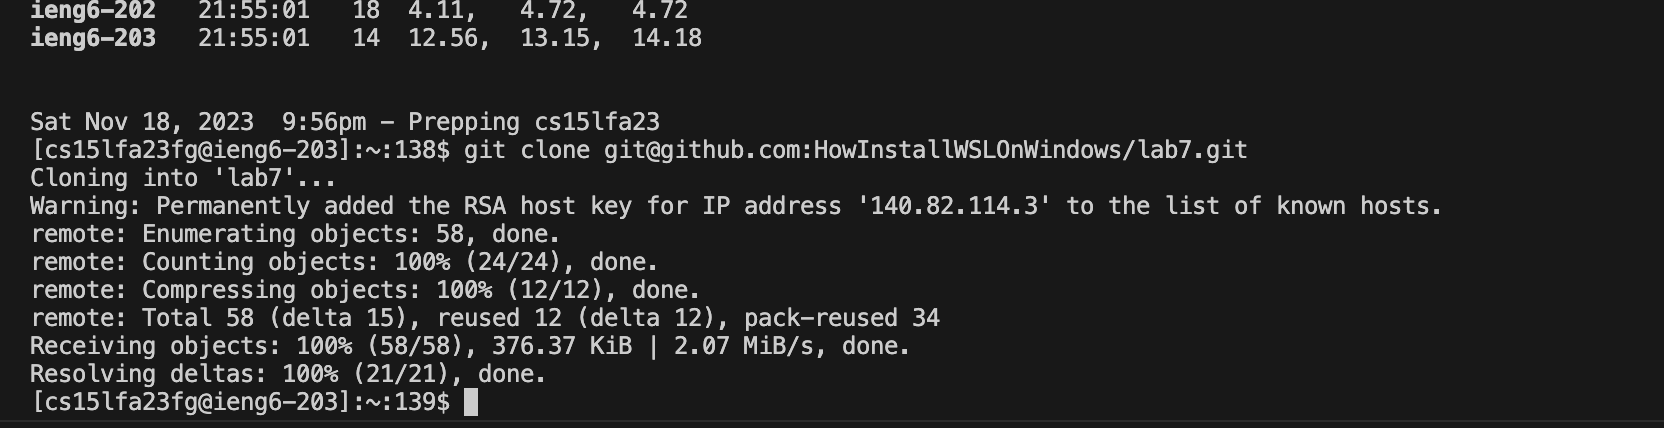 ieng6-202   21:55:01   18  4.11,   4.72,   4.72
ieng6-203   21:55:01   14  12.56,  13.15,  14.18
Sat Nov 18, 2023  9:56pm - Prepping cs15lfa23
[cs15lfa23fg@ieng6-203]:~:138$ git clone git@github.com:HowInstallWSLOnWindows/lab7.git
Cloning into 'lab7'...
Warning: Permanently added the RSA host key for IP address '140.82.114.3' to the list of known hosts.
remote: Enumerating objects: 58, done.
remote: Counting objects: 100% (24/24), done.
remote: Compressing objects: 100% (12/12), done.
remote: Total 58 (delta 15), reused 12 (delta 12), pack-reused 34
Receiving objects: 100% (58/58), 376.37 KiB | 2.07 MiB/s, done.
Resolving deltas: 100% (21/21), done.
[cs15lfa23fg@ieng6-203]:~:139$